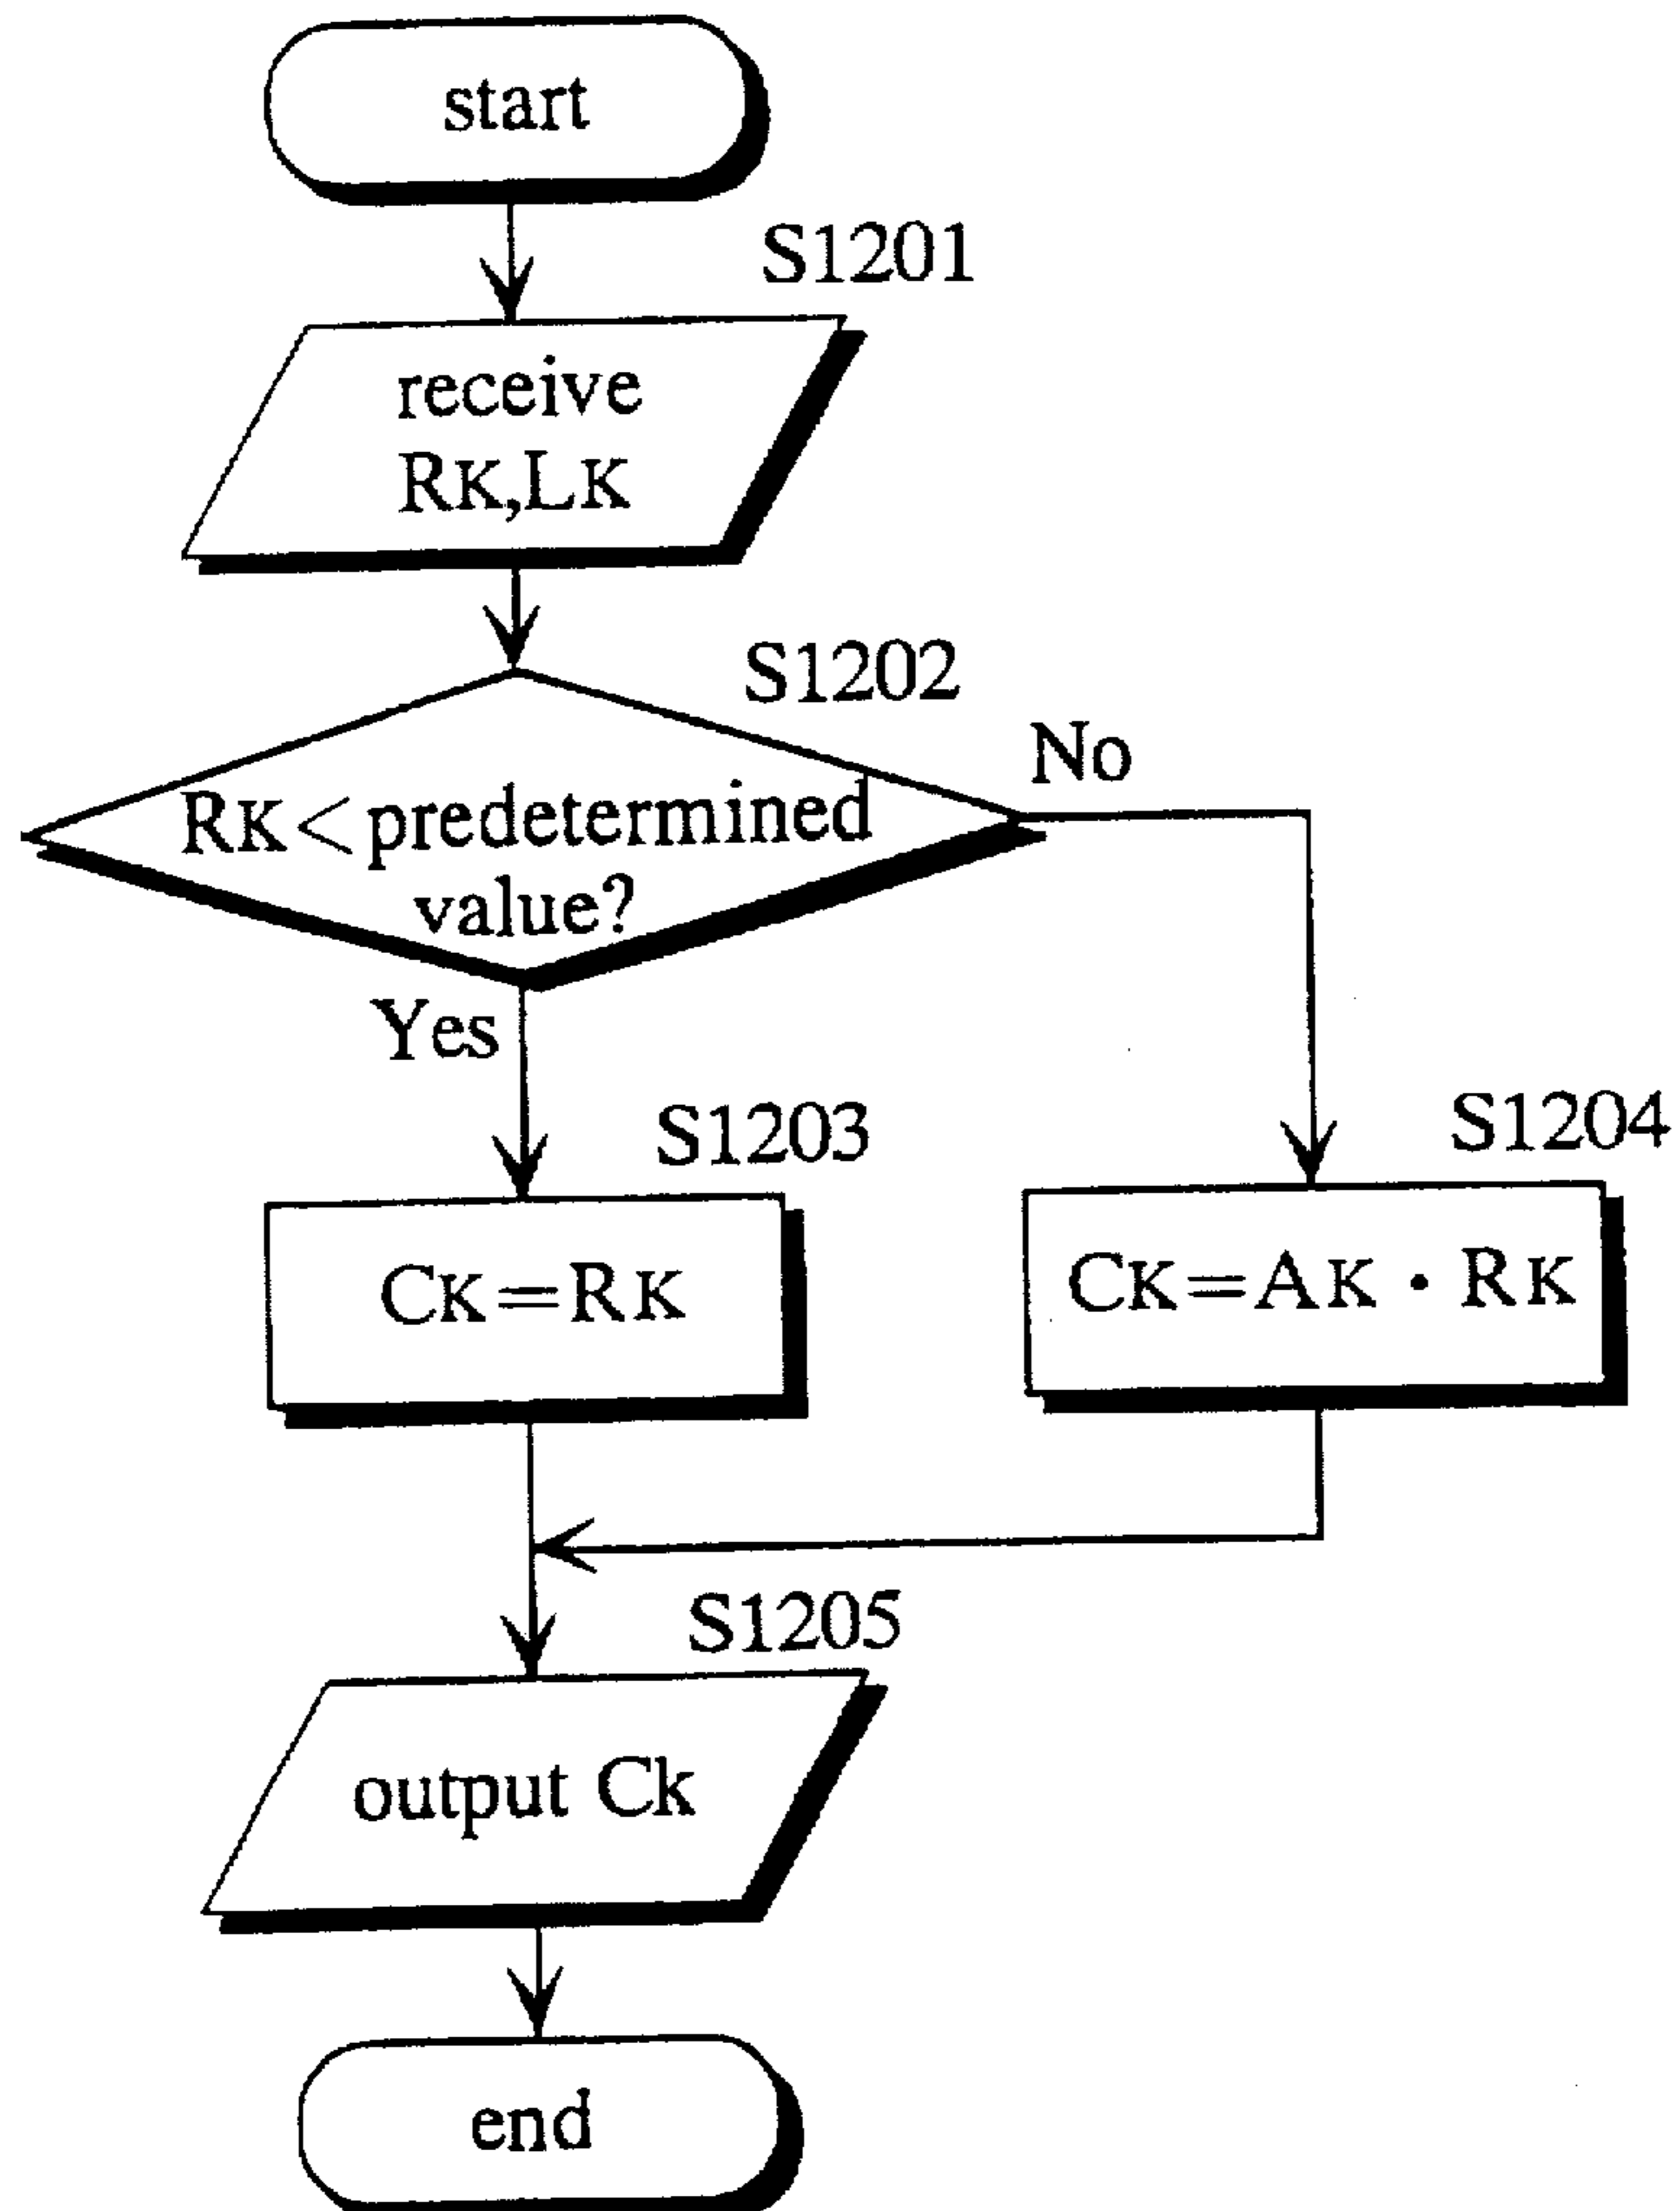 start
S1201
receive
RK,LK
S1202
No
RK<predetermined
value?
Yes
S1203
S1204
CK=RK
CK=AK · RK
S1205
output Ck
end